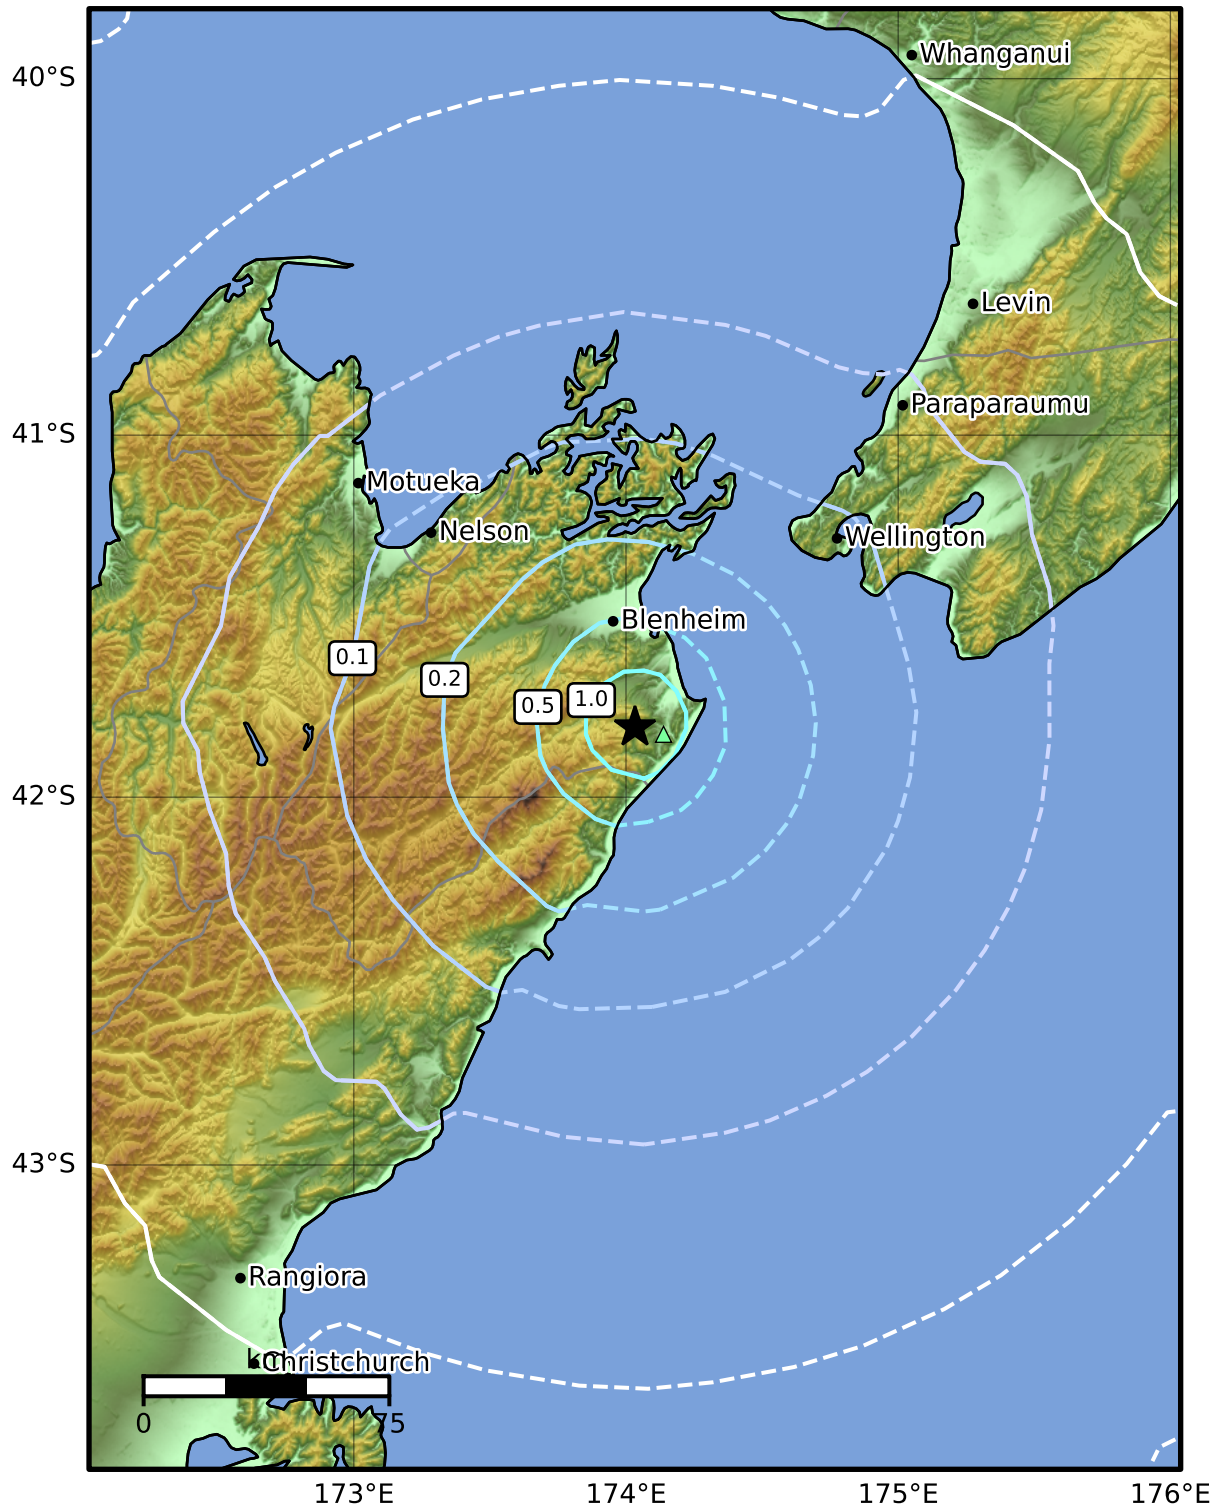 Whanganui
40°S
Levin
Paraparaumu
41°S
Motueka
Nelson
Wellington
Blenheim
0.1
0.2
0.5
1.0
42°S
43°S
Rangiora
km
Christchurch
0
75
173°E
174°E
175°E
176°E